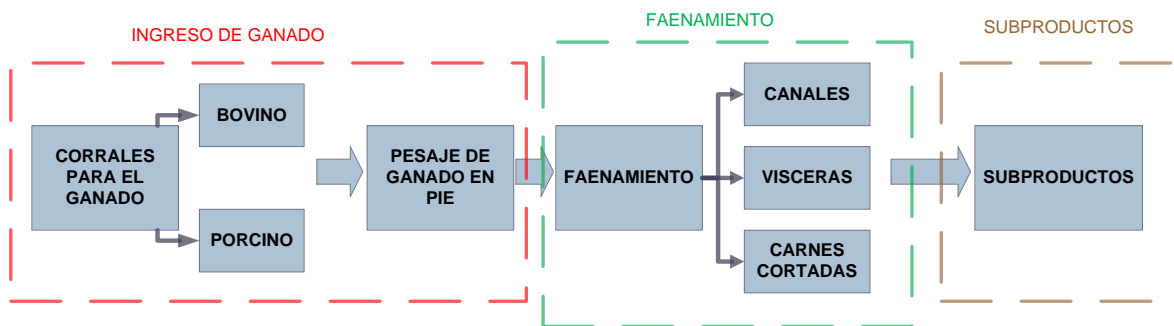 INGRESO DE GANADO
FAENAMIENTO
SUBPRODUCTOS
CORRALES
PARA EL
GANADO
BOVINO
PORCINO
PESAJE DE
GANADO EN
PIE
FAENAMIENTO
CANALES
VISCERAS
CARNES
CORTADAS
SUBPRODUCTOS